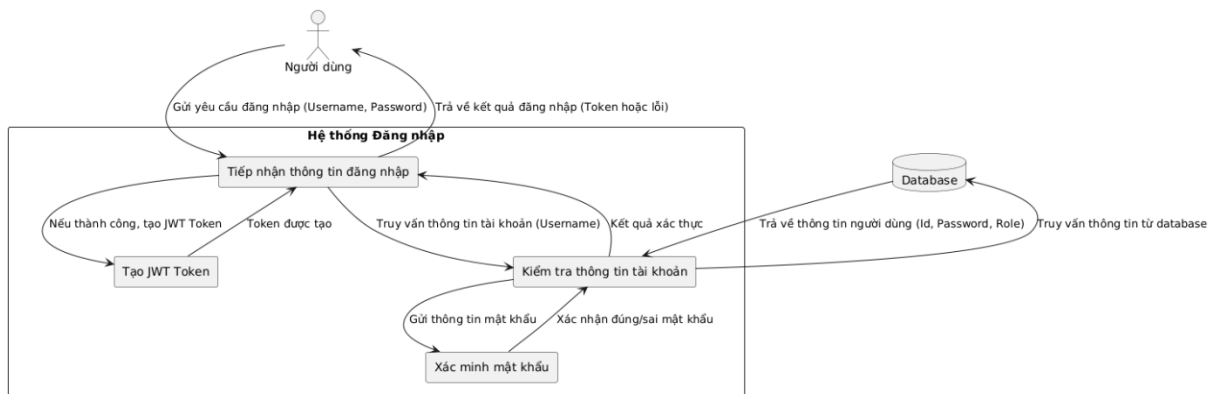 Người dùng
Gửi yêu cầu đăng nhập (Username, Password)
Trả về kết quả đăng nhập (Token hoặc lỗi)
Hệ thống Đăng nhập
Tiếp nhận thông tin đăng nhập
Database
Nếu thành công, tạo JWT Token
Token được tạo
Truy vấn thông tin tài khoản (Username)
Kết quả xác thực
Trả về thông tin người dùng (Id, Password, Role)
Truy vấn thông tin từ database
Tạo JWT Token
Kiểm tra thông tin tài khoản
Gửi thông tin mật khẩu
Xác nhận đúng/sai mật khẩu
Xác minh mật khẩu